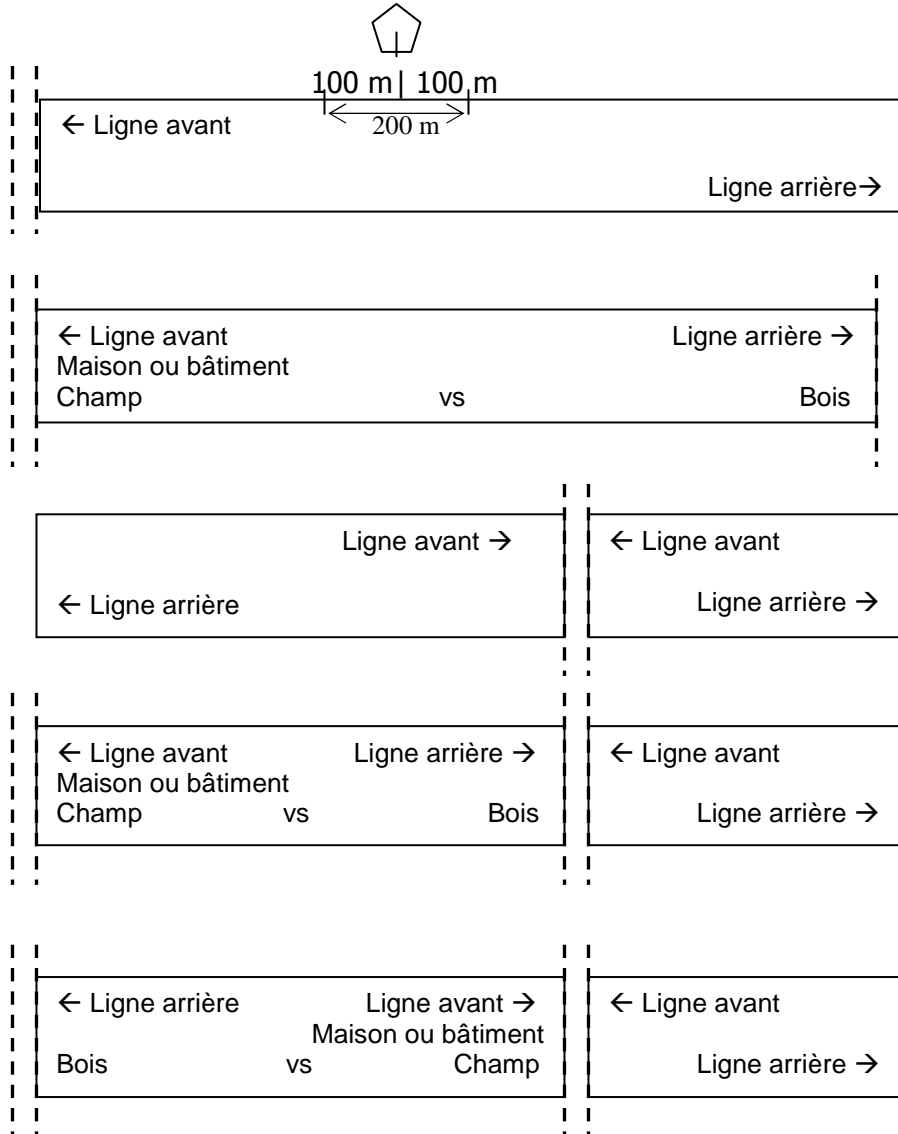 100 m| 100 m
200 m
← Ligne avant
Ligne arrière→
← Ligne avant Ligne arrière →
Maison ou bâtiment
Champ vs Bois
Ligne avant → ← Ligne avant
← Ligne arrière Ligne arrière →
← Ligne avant Ligne arrière → ← Ligne avant
Maison ou bâtiment
Champ vs Bois Ligne arrière →
← Ligne arrière Ligne avant → ← Ligne avant
Maison ou bâtiment
Bois vs Champ Ligne arrière →